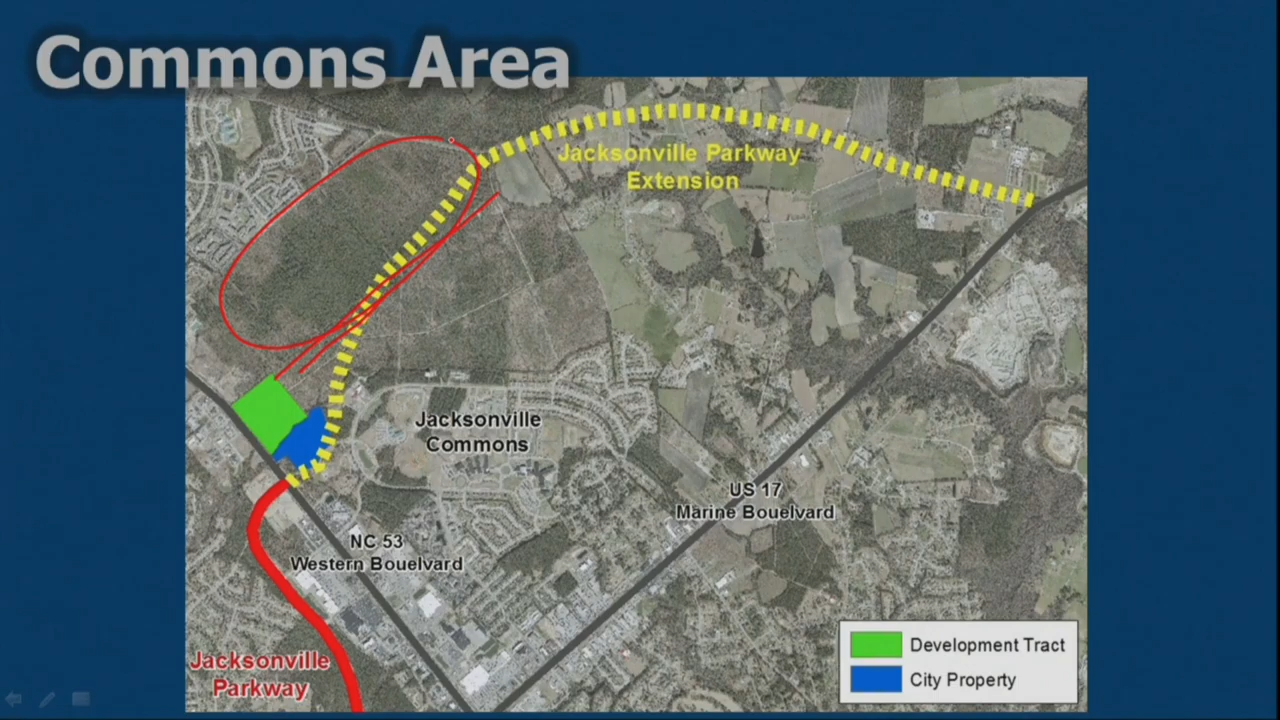 Commons Area
Jacksonville Parkway
Extension
Jacksonville
Commons
US 17
Marine Bouelvard
NC 53
Western Bouelvard
Jacksonville
Parkway
Development Tract
City Property